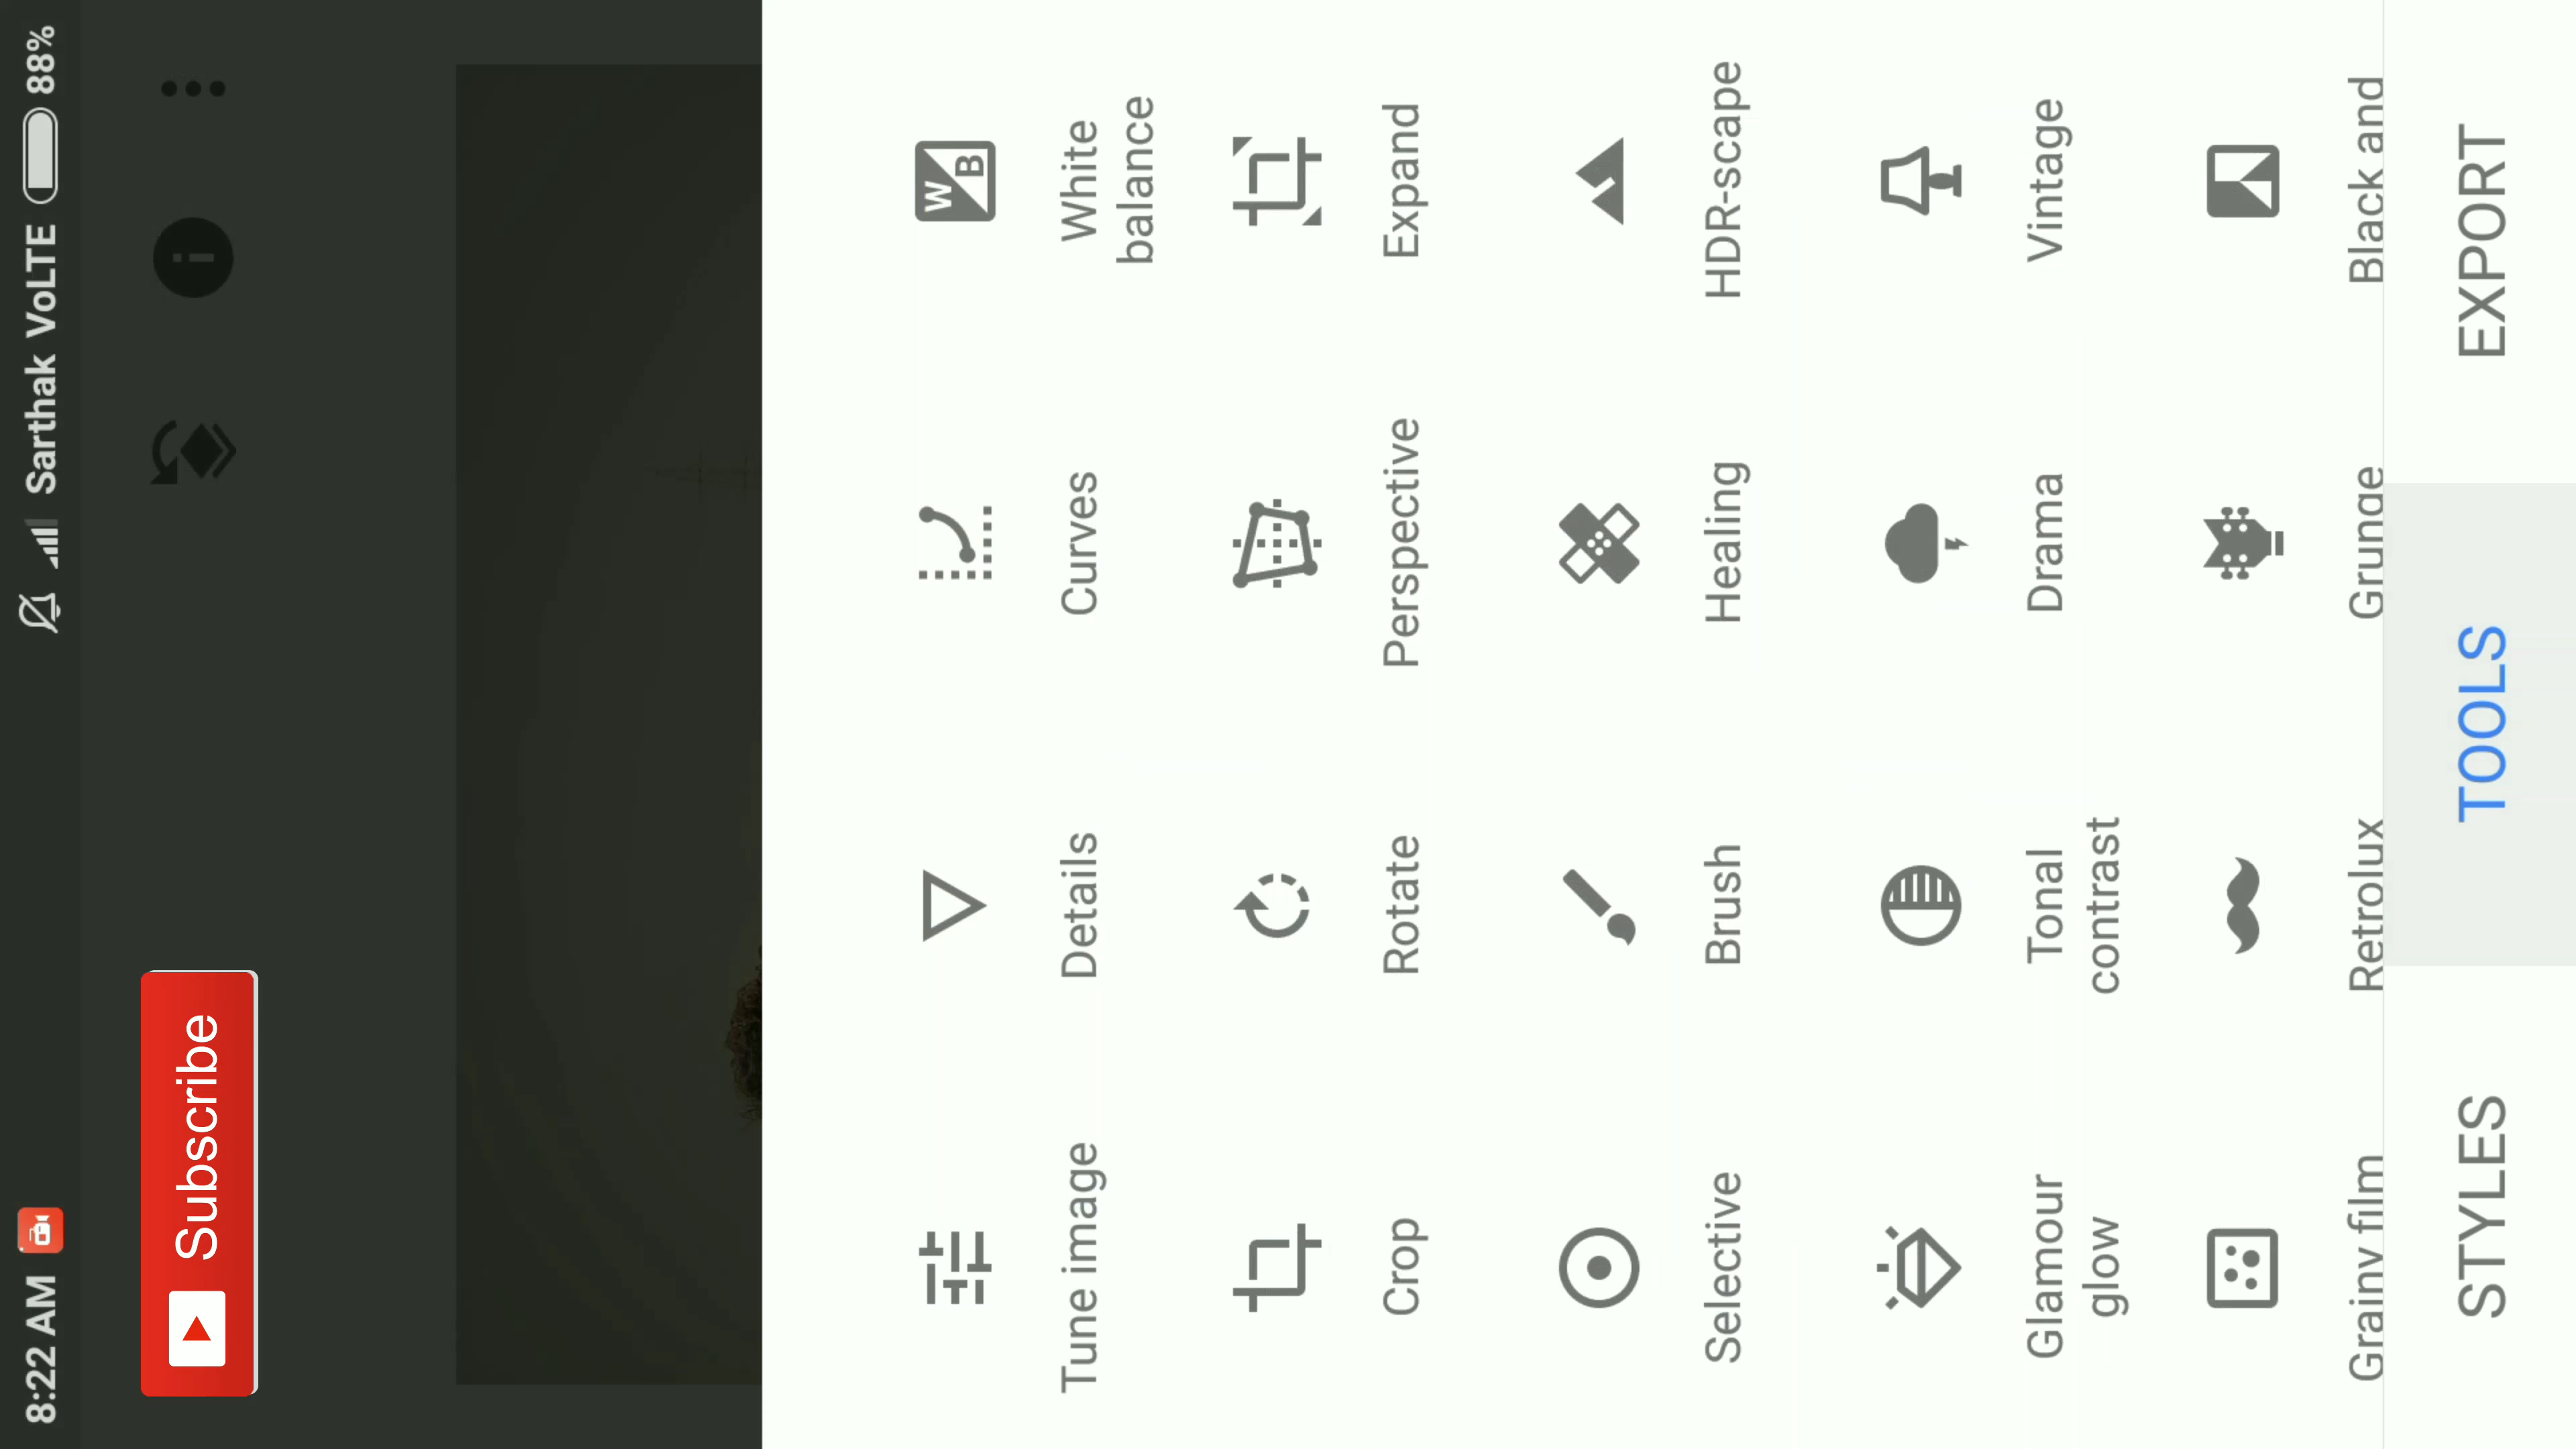 8:22 AM
Sarthak VoLTE 88%
Subscribe
Tune image
Details
Curves
White
balance
Crop
Rotate
Perspective
Expand
Selective
Brush
Healing
HDR-scape
Glamour
glow
Tonal
contrast
Drama
Vintage
Grainy film
Retrolux
Grunge
Black and
STYLES
TOOLS
EXPORT